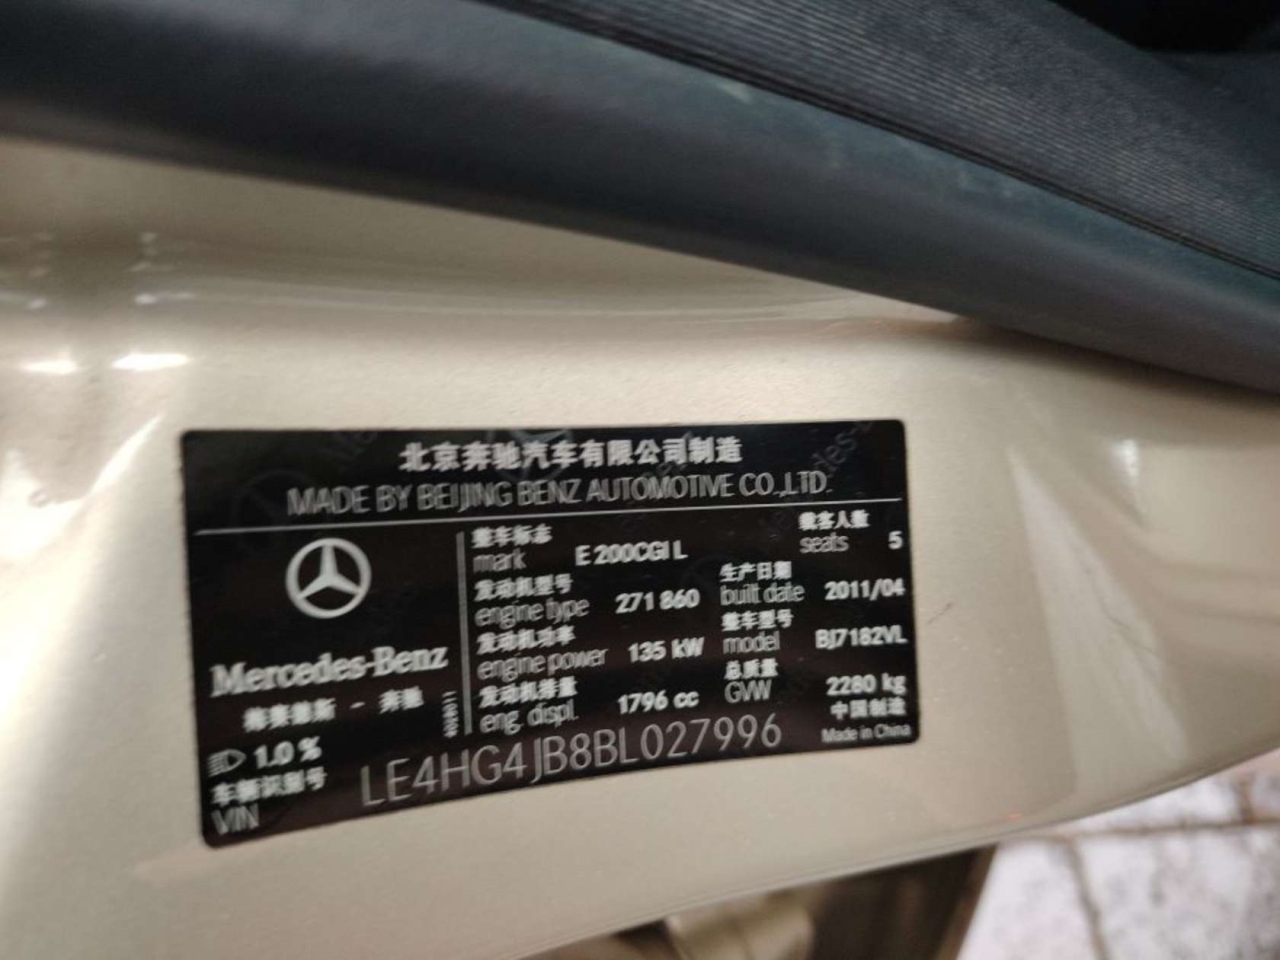 北京奔驰汽车有限公司制造
MADE BY BEIJING BENZ AUTOMOTIVE CO.,LTD.
整车标志 载客人数
mark E 200CGI L seats 5
发动机型号 生产日期
engine type 271 860 built date 2011/04
发动机功率 整车型号
engine power 135 kW model BJ7182VL
发动机排量 总质量
eng. displ. 1796 cc GVW 2280 kg
Mercedes-Benz
梅赛德斯 - 奔驰
中国制造
Made in China
1.0 %
车辆识别号
VIN LE4HG4JB8BL027996